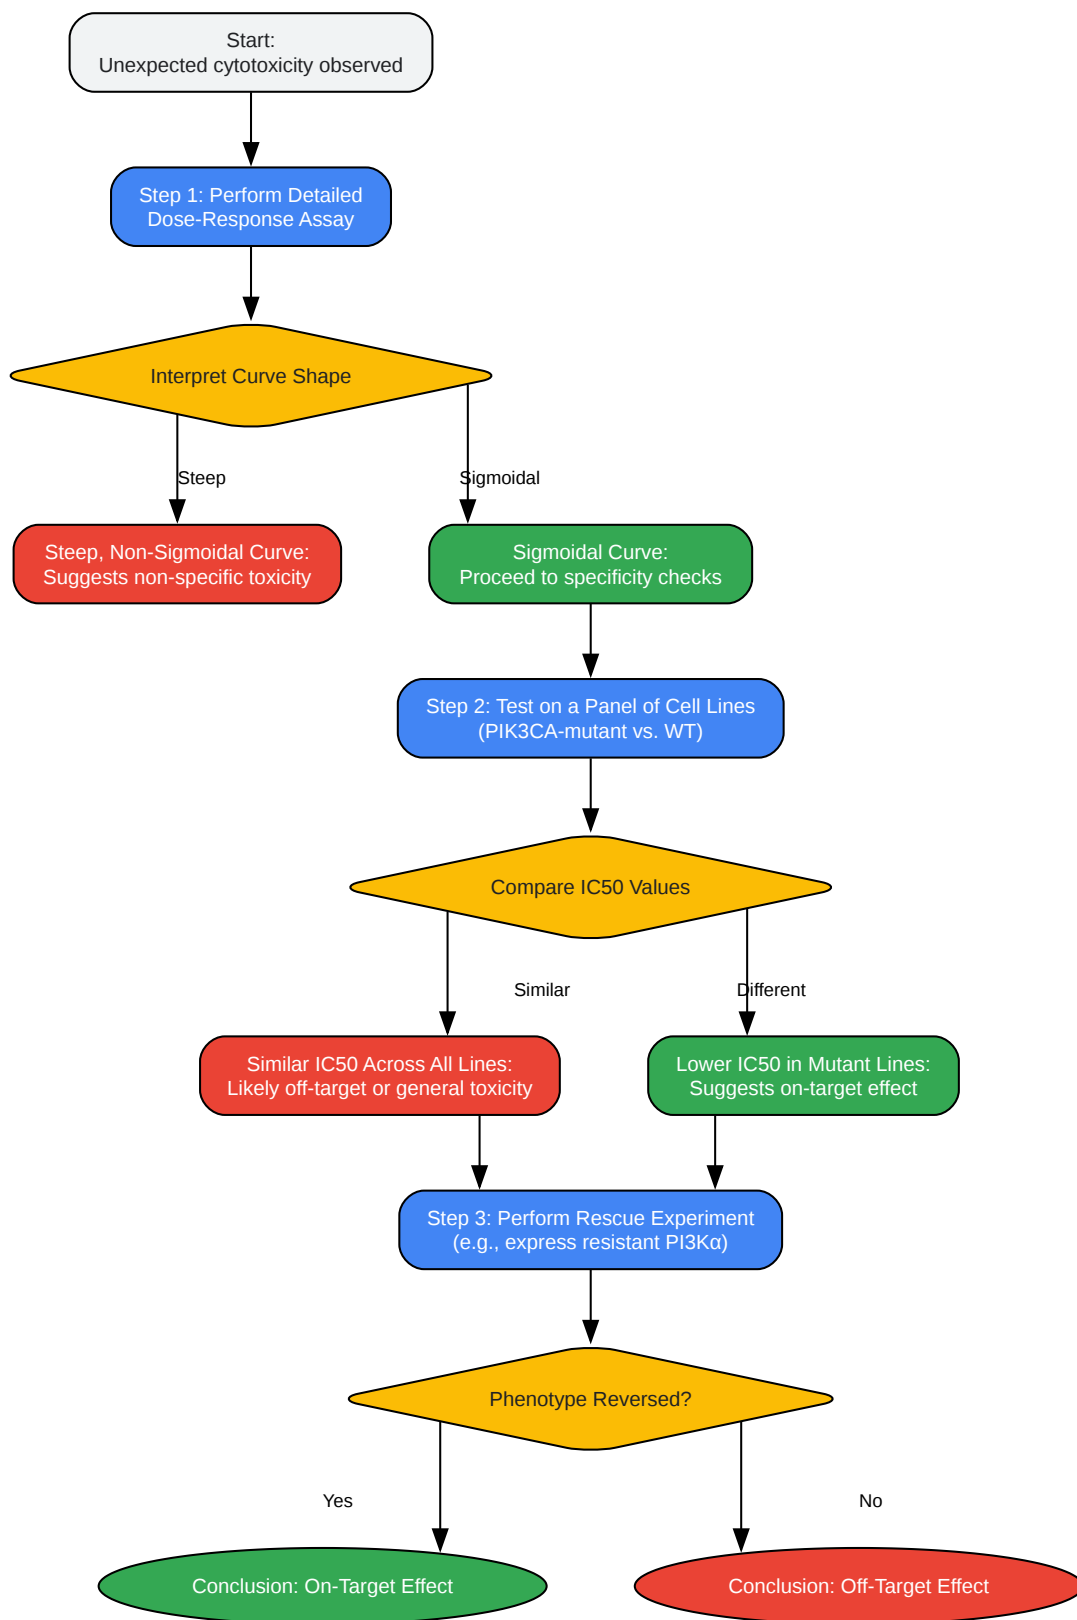 Start:
Unexpected cytotoxicity observed
Step 1: Perform Detailed
Dose-Response Assay
Interpret Curve Shape
Steep
Sigmoidal
Steep, Non-Sigmoidal Curve:
Suggests non-specific toxicity
Sigmoidal Curve:
Proceed to specificity checks
Step 2: Test on a Panel of Cell Lines
(PIK3CA-mutant vs. WT)
Compare IC50 Values
Similar
Different
Similar IC50 Across All Lines:
Likely off-target or general toxicity
Lower IC50 in Mutant Lines:
Suggests on-target effect
Step 3: Perform Rescue Experiment
(e.g., express resistant PI3Kα)
Phenotype Reversed?
Yes
No
Conclusion: On-Target Effect
Conclusion: Off-Target Effect